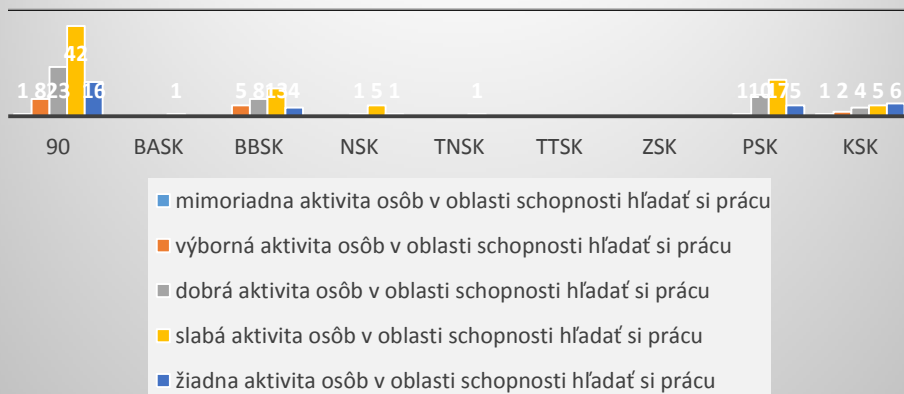 42
1 8 23 16 1 5 8 13 4 1 5 1 1 1 10 17 5 1 2 4 5 6
90 BASK BBSK NSK TNSK TTSK ZSK PSK KSK
mimoriadna aktivita osôb v oblasti schopnosti hľadať si prácu
výborná aktivita osôb v oblasti schopnosti hľadať si prácu
dobrá aktivita osôb v oblasti schopnosti hľadať si prácu
slabá aktivita osôb v oblasti schopnosti hľadať si prácu
žiadna aktivita osôb v oblasti schopnosti hľadať si prácu